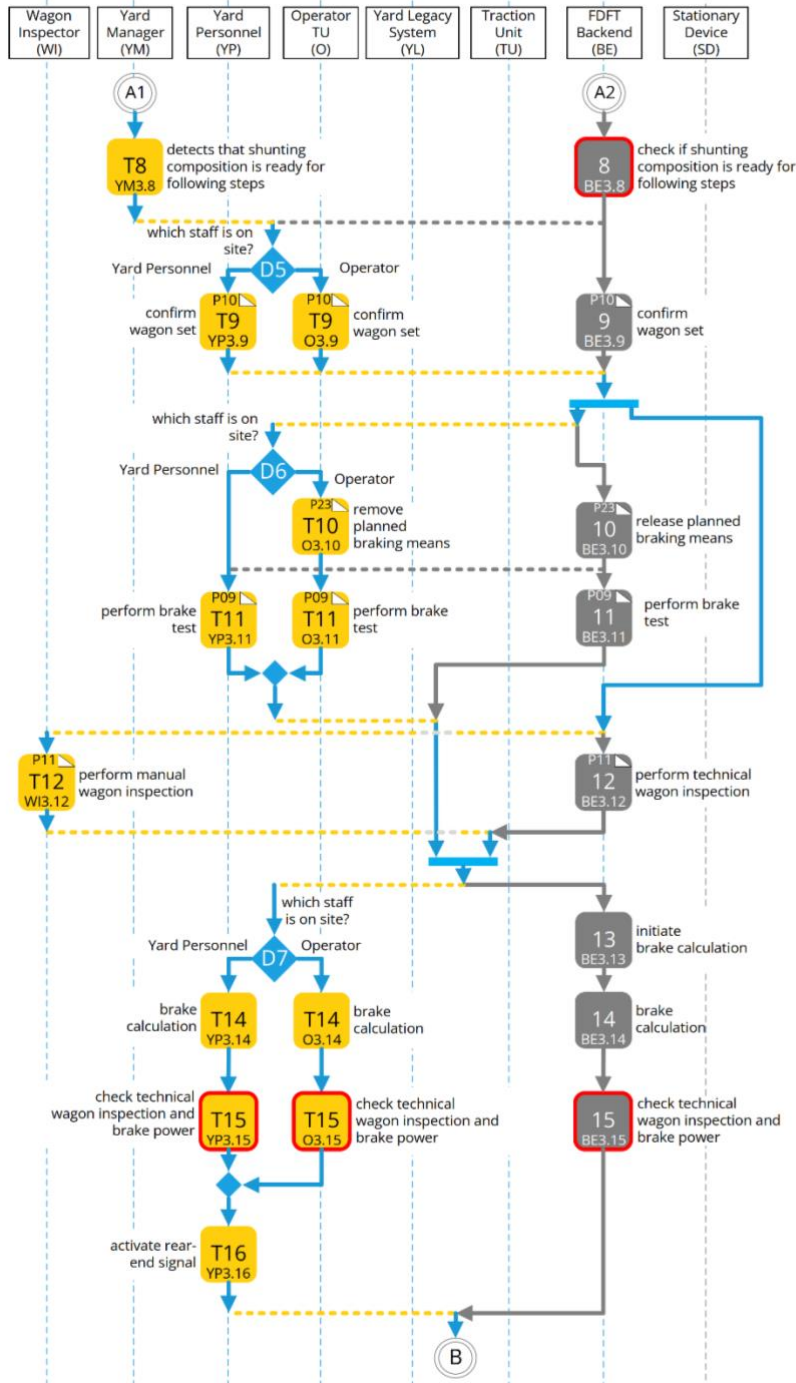 Wagon
Inspector
(WI)
Yard
Manager
(YM)
Yard
Personnel
(YP)
Operator
TU
(O)
Yard Legacy
System
(YL)
Traction
Unit
(TU)
FDFT
Backend
(BE)
Stationary
Device
(SD)
A1
A2
T8
YM3.8
detects that shunting
composition is ready for
following steps
8
BE3.8
check if shunting
composition is ready for
following steps
which staff is on
site?
Yard Personnel
D5
Operator
confirm
wagon set
P10
T9
YP3.9
P10
T9
O3.9
confirm
wagon set
P10
9
BE3.9
confirm
wagon set
which staff is on
site?
Yard Personnel
D6
Operator
P23
T10
O3.10
remove
planned
braking means
P23
10
BE3.10
release planned
braking means
perform brake
test
P09
T11
YP3.11
P09
T11
O3.11
perform brake
test
P09
11
BE3.11
perform brake
test
P11
T12
WI3.12
perform manual
wagon inspection
P11
12
BE3.12
perform technical
wagon inspection
which staff
is on site?
Yard Personnel
D7
Operator
13
BE3.13
initiate
brake calculation
brake
calculation
T14
YP3.14
T14
O3.14
brake
calculation
14
BE3.14
brake
calculation
check technical
wagon inspection and
brake power
T15
YP3.15
T15
O3.15
check technical
wagon inspection and
brake power
15
BE3.15
check technical
wagon inspection and
brake power
activate rear-
end signal
T16
YP3.16
B